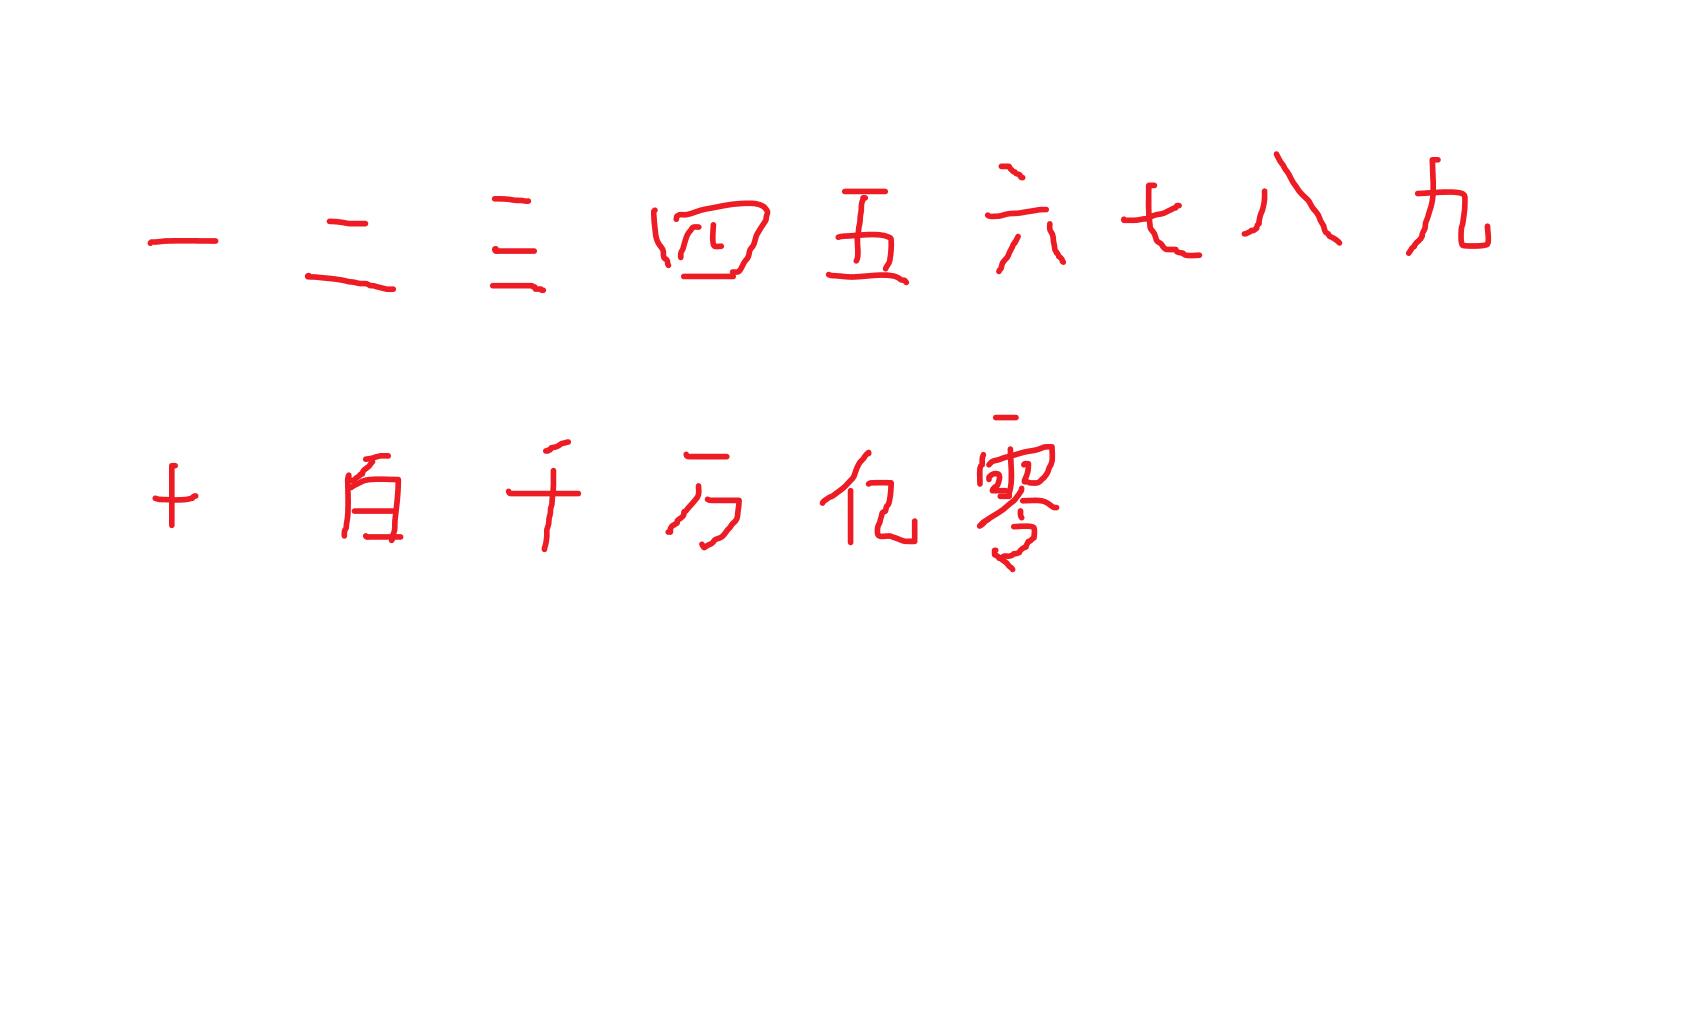 一 二 三 四 五 六 七 八 九
十 百 千 万 亿 零